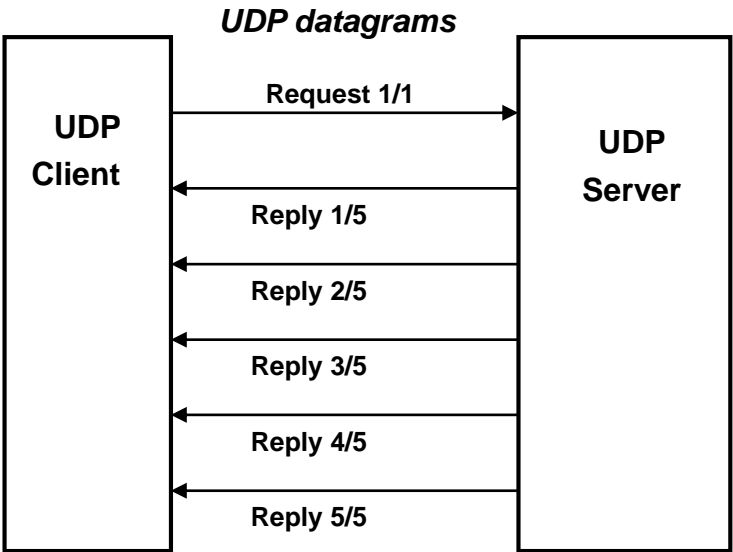 UDP datagrams
Request 1/1
UDP
Client
UDP
Server
Reply 1/5
Reply 2/5
Reply 3/5
Reply 4/5
Reply 5/5